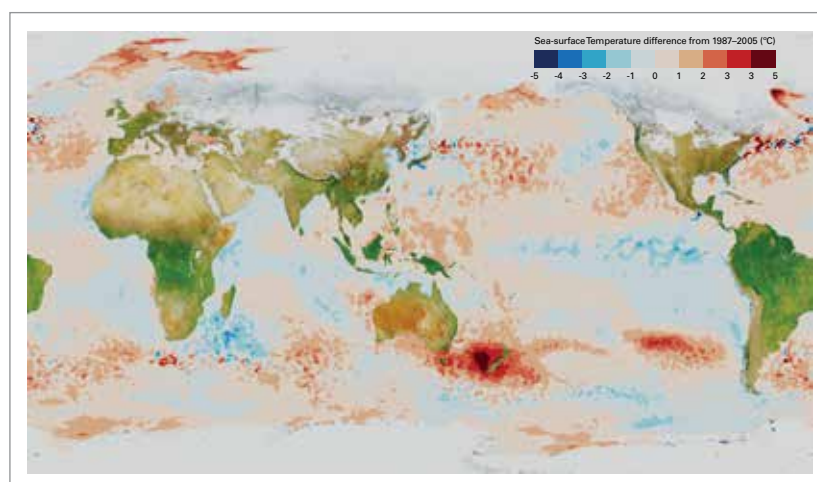 Sea-surface Temperature difference from 1987–2005 (°C)
-5 -4 -3 -2 -1 0 1 2 3 3 5